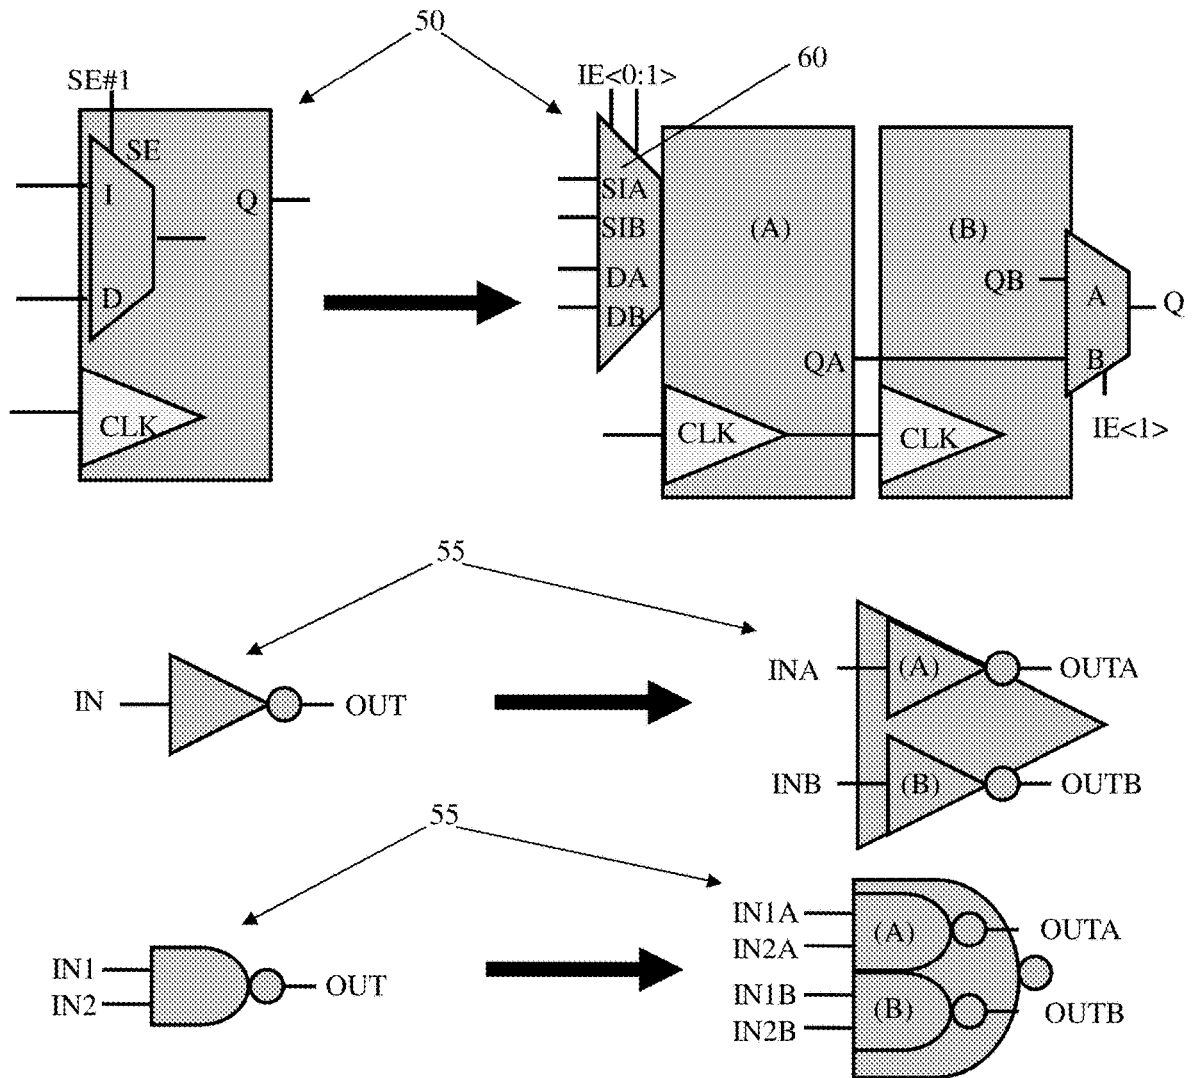 50
SE#1
SE
I
Q
D
CLK
IE<0:1>
60
SIA
SIB
DA
DB
(A)
(B)
QB
A
Q
QA
B
CLK
CLK
IE<1>
55
IN
OUT
INA
(A)
OUTA
INB
(B)
OUTB
55
IN1
IN2
OUT
IN1A
IN2A
(A)
OUTA
IN1B
IN2B
(B)
OUTB